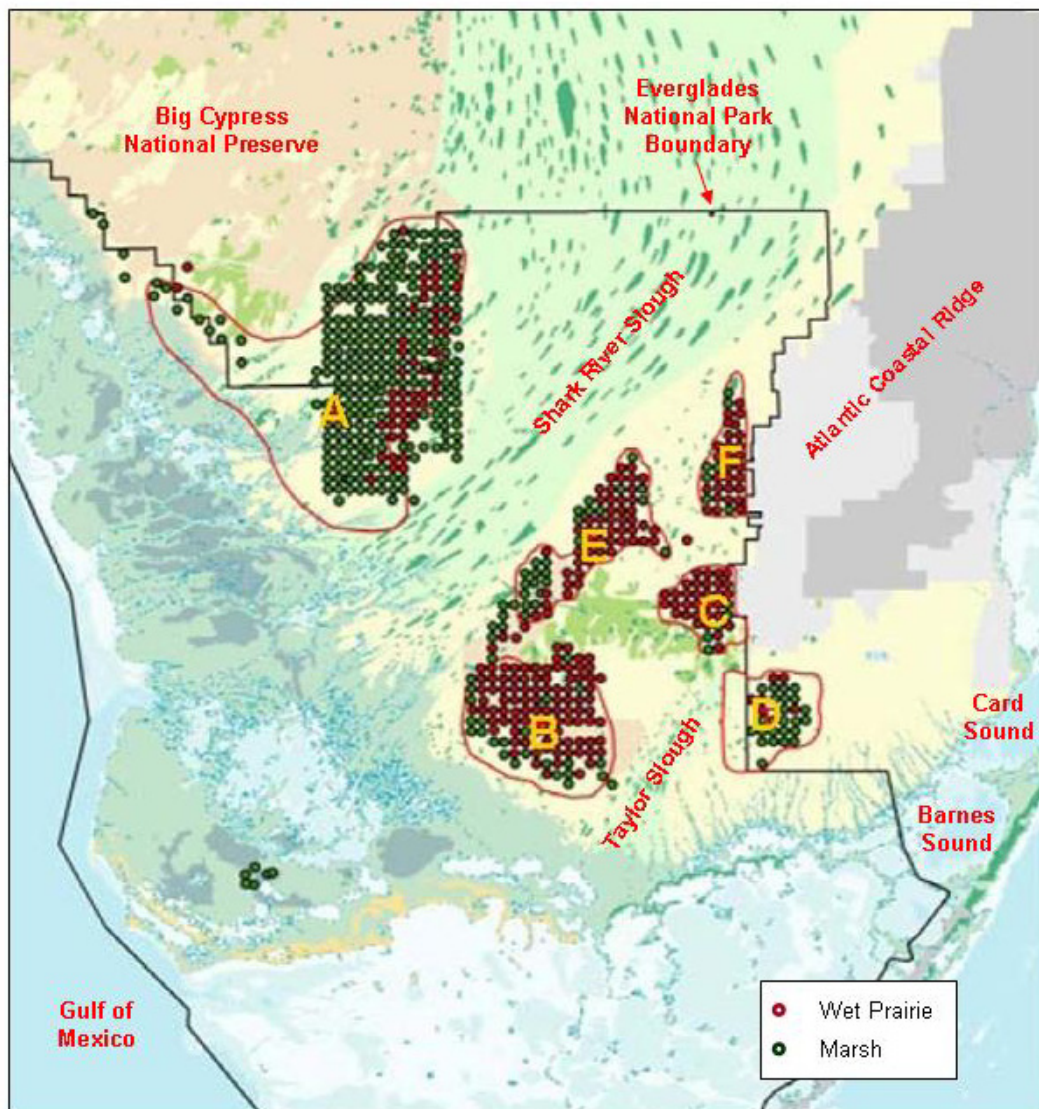 Big Cypress
National Preserve
Everglades
National Park
Boundary
Shark River Slough
Atlantic Coastal Ridge
A
F
E
C
B
D
Taylor Slough
Card
Sound
Barnes
Sound
Gulf of
Mexico
Wet Prairie
Marsh